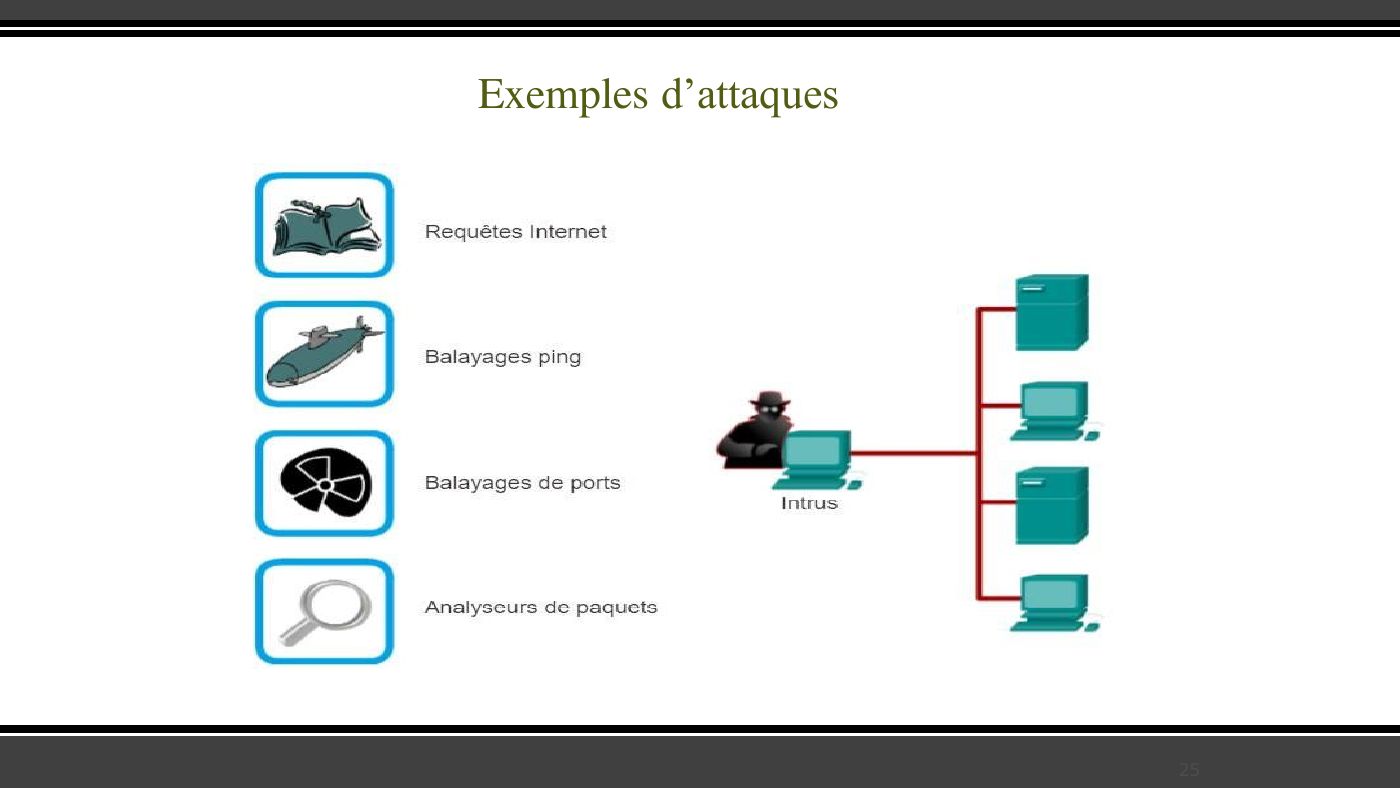 Exemples d’attaques
Requêtes Internet
Balayages ping
Balayages de ports
Intrus
Analyseurs de paquets
25